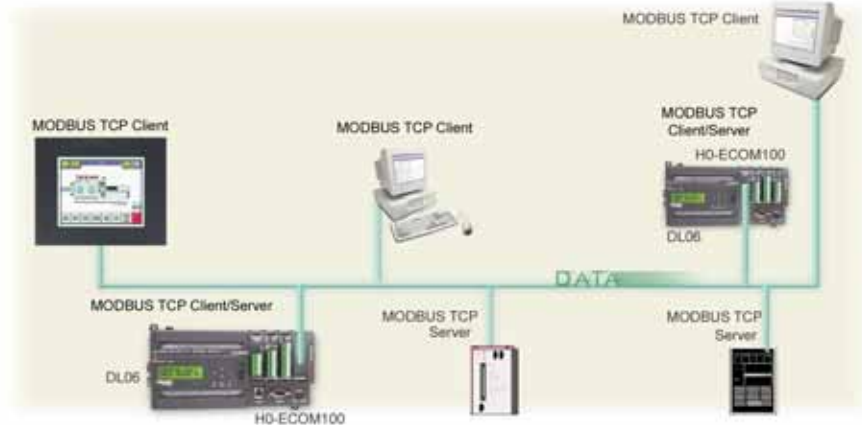 MODBUS TCP Client
MODBUS TCP Client
MODBUS TCP Client
MODBUS TCP
Client/Server
H0-ECOM100
DL06
DATA
MODBUS TCP Client/Server
DL06
H0-ECOM100
MODBUS TCP
Server
MODBUS TCP
Server